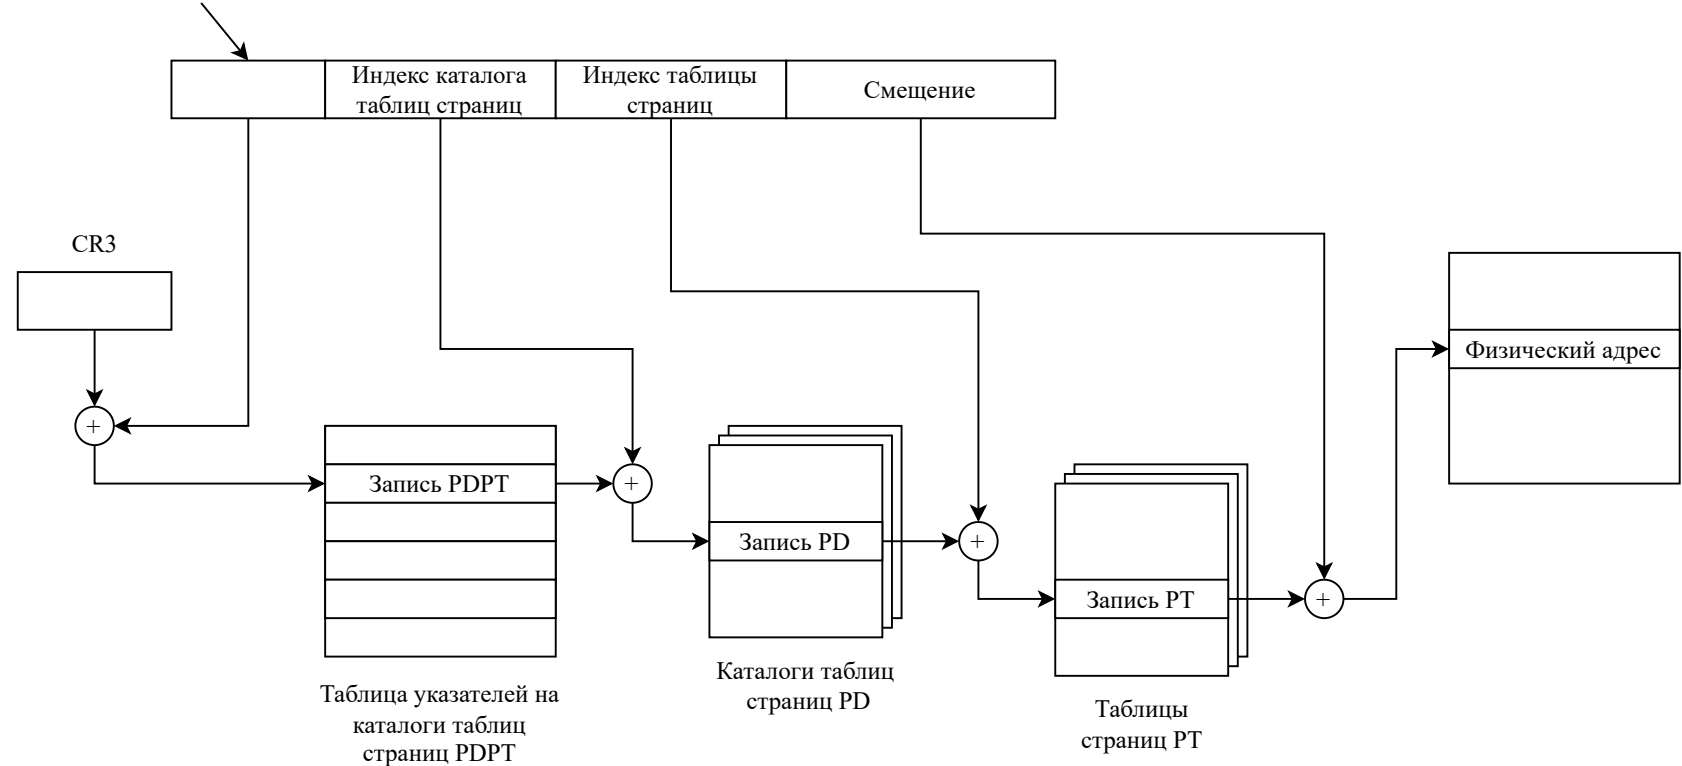 Индекс каталога
таблиц страниц
Индекс таблицы
страниц
Смещение
CR3
Физический адрес
+
Запись PDPT
+
Запись PD
+
Запись PT
+
Таблица указателей на
каталоги таблиц
страниц PDPT
Каталоги таблиц
страниц PD
Таблицы
страниц PT